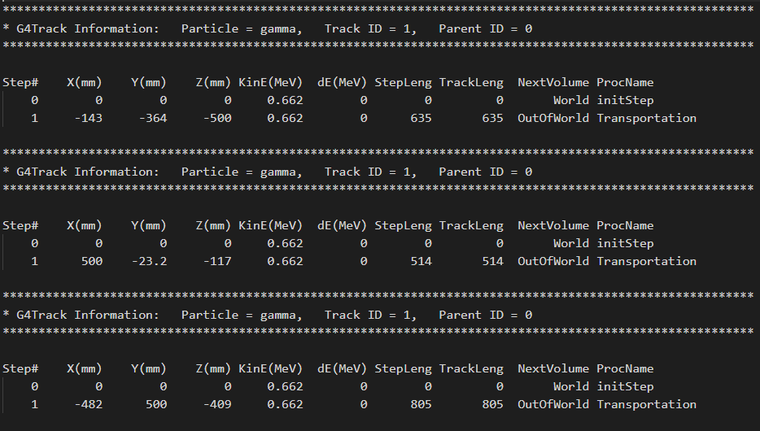 **********************************************************************************************
* G4Track Information:   Particle = gamma,   Track ID = 1,   Parent ID = 0
**********************************************************************************************
Step#    X(mm)    Y(mm)    Z(mm) KinE(MeV)  dE(MeV) StepLeng TrackLeng  NextVolume ProcName
    0        0        0        0     0.662        0        0         0       World initStep
    1     -143     -364     -500     0.662        0      635       635  OutOfWorld Transportation
**********************************************************************************************
* G4Track Information:   Particle = gamma,   Track ID = 1,   Parent ID = 0
**********************************************************************************************
Step#    X(mm)    Y(mm)    Z(mm) KinE(MeV)  dE(MeV) StepLeng TrackLeng  NextVolume ProcName
    0        0        0        0     0.662        0        0         0       World initStep
    1      500    -23.2     -117     0.662        0      514       514  OutOfWorld Transportation
**********************************************************************************************
* G4Track Information:   Particle = gamma,   Track ID = 1,   Parent ID = 0
**********************************************************************************************
Step#    X(mm)    Y(mm)    Z(mm) KinE(MeV)  dE(MeV) StepLeng TrackLeng  NextVolume ProcName
    0        0        0        0     0.662        0        0         0       World initStep
    1     -482      500     -409     0.662        0      805       805  OutOfWorld Transportation